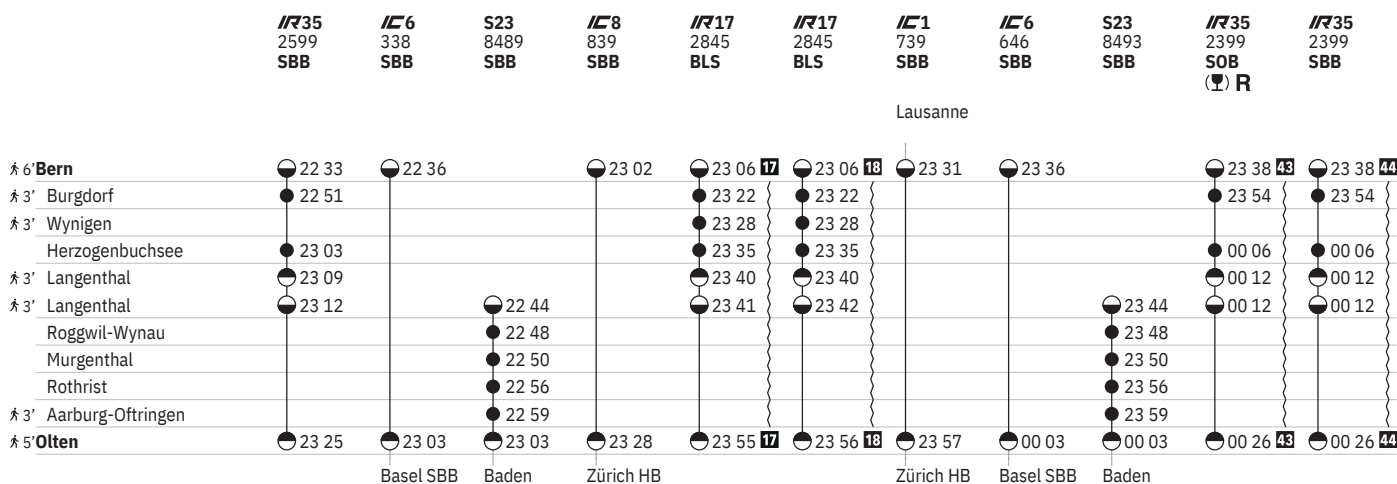 IR35 IC6 S23 IC8 IR17 IR17 IC1 IC6 S23 IR35 IR35
2599 338 8489 839 2845 2845 739 646 8493 2399 2399
SBB SBB SBB SBB BLS BLS SBB SBB SBB SOB SBB
R
Lausanne
6' Bern 22 33 22 36 23 02 23 06 17 23 06 18 23 31 23 36 23 38 43 23 38 44
3' Burgdorf 22 51 23 22 23 22 23 54 23 54
3' Wynigen 23 28 23 28
Herzogenbuchsee 23 03 23 35 23 35 00 06 00 06
3' Langenthal 23 09 23 40 23 40 00 12 00 12
3' Langenthal 23 12 22 44 23 41 23 42 23 44 00 12 00 12
Roggwil-Wynau 22 48 23 48
Murgenthal 22 50 23 50
Rothrist 22 56 23 56
3' Aarburg-Oftringen 22 59 23 59
5' Olten 23 25 23 03 23 03 23 28 23 55 17 23 56 18 23 57 00 03 00 03 00 26 43 00 26 44
Basel SBB Baden Zürich HB Zürich HB Basel SBB Baden